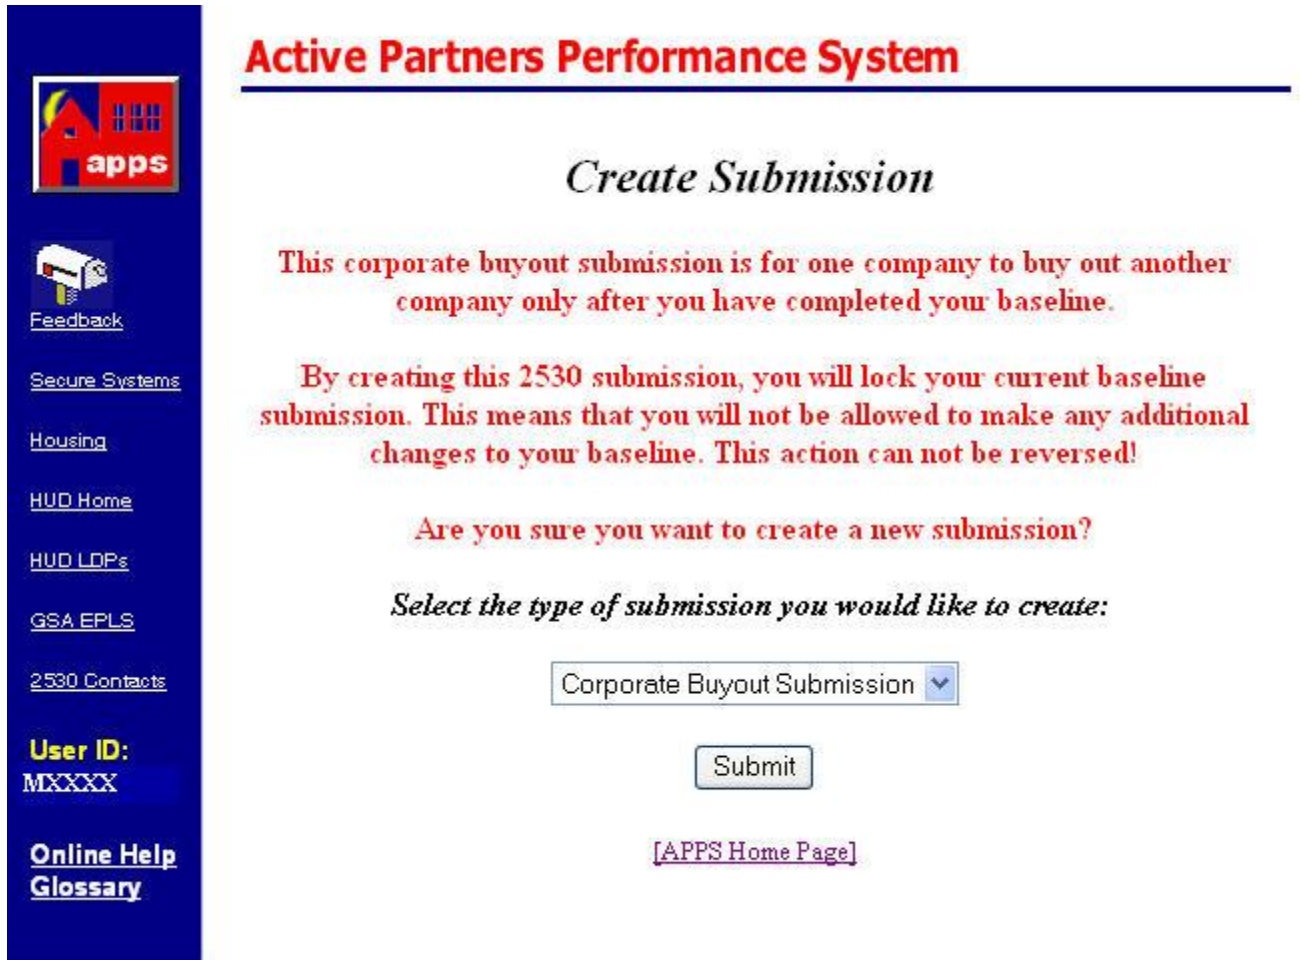 Active Partners Performance System
apps
Create Submission
This corporate buyout submission is for one company to buy out another
company only after you have completed your baseline.
By creating this 2530 submission, you will lock your current baseline
submission. This means that you will not be allowed to make any additional
changes to your baseline. This action can not be reversed!
Are you sure you want to create a new submission?
Select the type of submission you would like to create:
Corporate Buyout Submission
Submit
[APPS Home Page]
Feedback
Secure Systems
Housing
HUD Home
HUD LDPs
GSA EPLS
2530 Contacts
User ID:
MXXXX
Online Help
Glossary